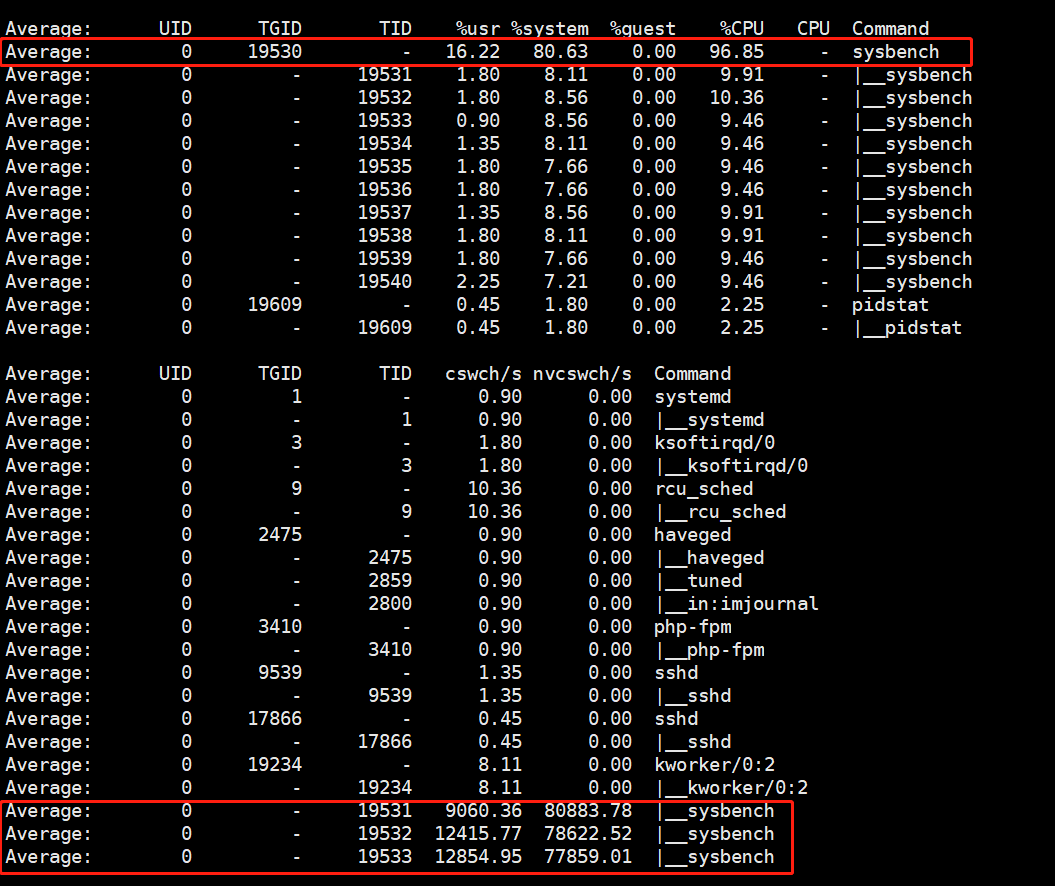 Average: UID TGID TID %usr %system %guest %CPU CPU Command
Average: 0 19530 - 16.22 80.63 0.00 96.85 - sysbench
Average: 0 - 19531 1.80 8.11 0.00 9.91 - |__sysbench
Average: 0 - 19532 1.80 8.56 0.00 10.36 - |__sysbench
Average: 0 - 19533 0.90 8.56 0.00 9.46 - |__sysbench
Average: 0 - 19534 1.35 8.11 0.00 9.46 - |__sysbench
Average: 0 - 19535 1.80 7.66 0.00 9.46 - |__sysbench
Average: 0 - 19536 1.80 7.66 0.00 9.46 - |__sysbench
Average: 0 - 19537 1.35 8.56 0.00 9.91 - |__sysbench
Average: 0 - 19538 1.80 8.11 0.00 9.91 - |__sysbench
Average: 0 - 19539 1.80 7.66 0.00 9.46 - |__sysbench
Average: 0 - 19540 2.25 7.21 0.00 9.46 - |__sysbench
Average: 0 19609 - 0.45 1.80 0.00 2.25 - pidstat
Average: 0 - 19609 0.45 1.80 0.00 2.25 - |__pidstat
Average: UID TGID TID cswch/s nvcswch/s Command
Average: 0 1 - 0.90 0.00 systemd
Average: 0 - 1 0.90 0.00 |__systemd
Average: 0 3 - 1.80 0.00 ksoftirqd/0
Average: 0 - 3 1.80 0.00 |__ksoftirqd/0
Average: 0 9 - 10.36 0.00 rcu_sched
Average: 0 - 9 10.36 0.00 |__rcu_sched
Average: 0 2475 - 0.90 0.00 haveged
Average: 0 - 2475 0.90 0.00 |__haveged
Average: 0 - 2859 0.90 0.00 |__tuned
Average: 0 - 2800 0.90 0.00 |__in:imjournal
Average: 0 3410 - 0.90 0.00 php-fpm
Average: 0 - 3410 0.90 0.00 |__php-fpm
Average: 0 9539 - 1.35 0.00 sshd
Average: 0 - 9539 1.35 0.00 |__sshd
Average: 0 17866 - 0.45 0.00 sshd
Average: 0 - 17866 0.45 0.00 |__sshd
Average: 0 19234 - 8.11 0.00 kworker/0:2
Average: 0 - 19234 8.11 0.00 |__kworker/0:2
Average: 0 - 19531 9060.36 80883.78 |__sysbench
Average: 0 - 19532 12415.77 78622.52 |__sysbench
Average: 0 - 19533 12854.95 77859.01 |__sysbench